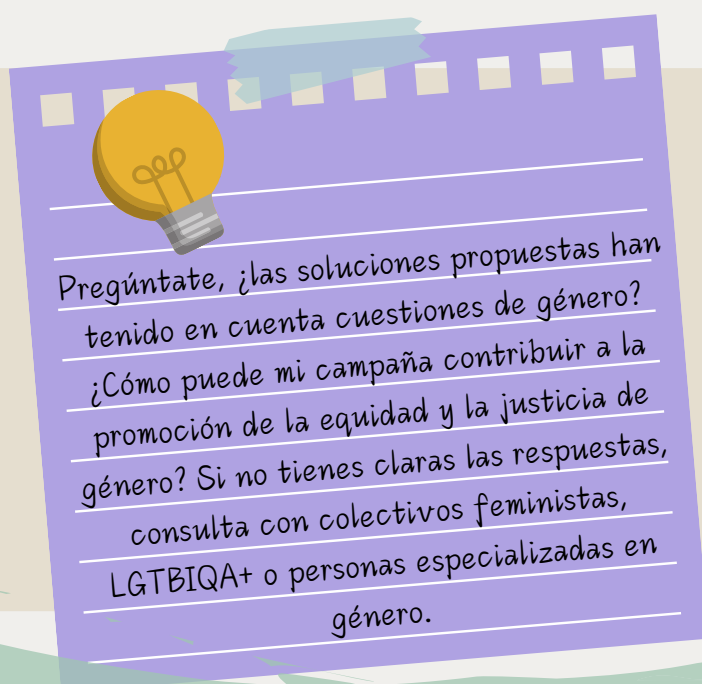 Pregúntate, ¿las soluciones propuestas han
tenido en cuenta cuestiones de género?
¿Cómo puede mi campaña contribuir a la
promoción de la equidad y la justicia de
género? Si no tienes claras las respuestas,
consulta con colectivos feministas,
LGTBIQA+ o personas especializadas en
género.